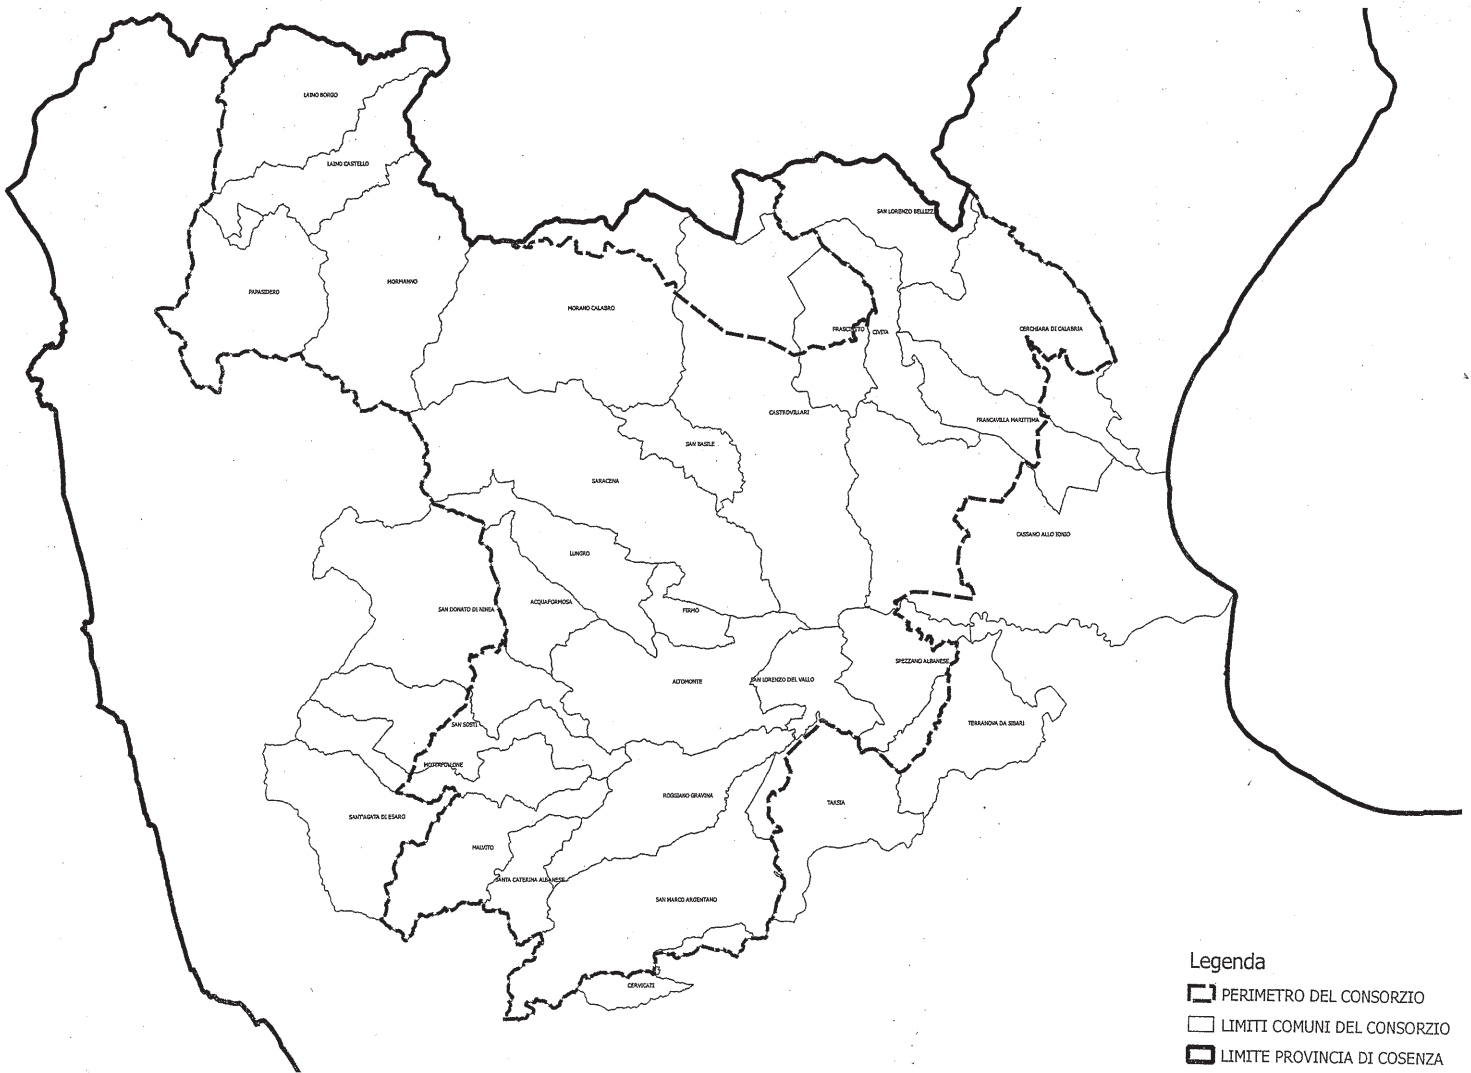 LAINO BORGO
LAINO CASTELLO
SAN LORENZO BELLIZZI
PAPASIDERO
MORMANNO
MORANO CALABRO
FRASCINETO
CIVITA
CERCHIARA DI CALABRIA
CASTROVILLARI
FRANCAVILLA MARITTIMA
SAN BASILE
SARACENA
CASSANO ALLO IONIO
LUNGRO
ACQUAFORMOSA
SAN DONATO DI NINEA
FIRMO
SPEZZANO ALBANESE
ALTOMONTE
SAN LORENZO DEL VALLO
SAN SOSTI
TERRANOVA DA SIBARI
MOTTAFOLLONE
ROGGIANO GRAVINA
TARSIA
SANT'AGATA DI ESARO
MALVITO
SANTA CATERINA ALBANESE
SAN MARCO ARGENTANO
CERVICATI
Legenda
PERIMETRO DEL CONSORZIO
LIMITI COMUNI DEL CONSORZIO
LIMITE PROVINCIA DI COSENZA